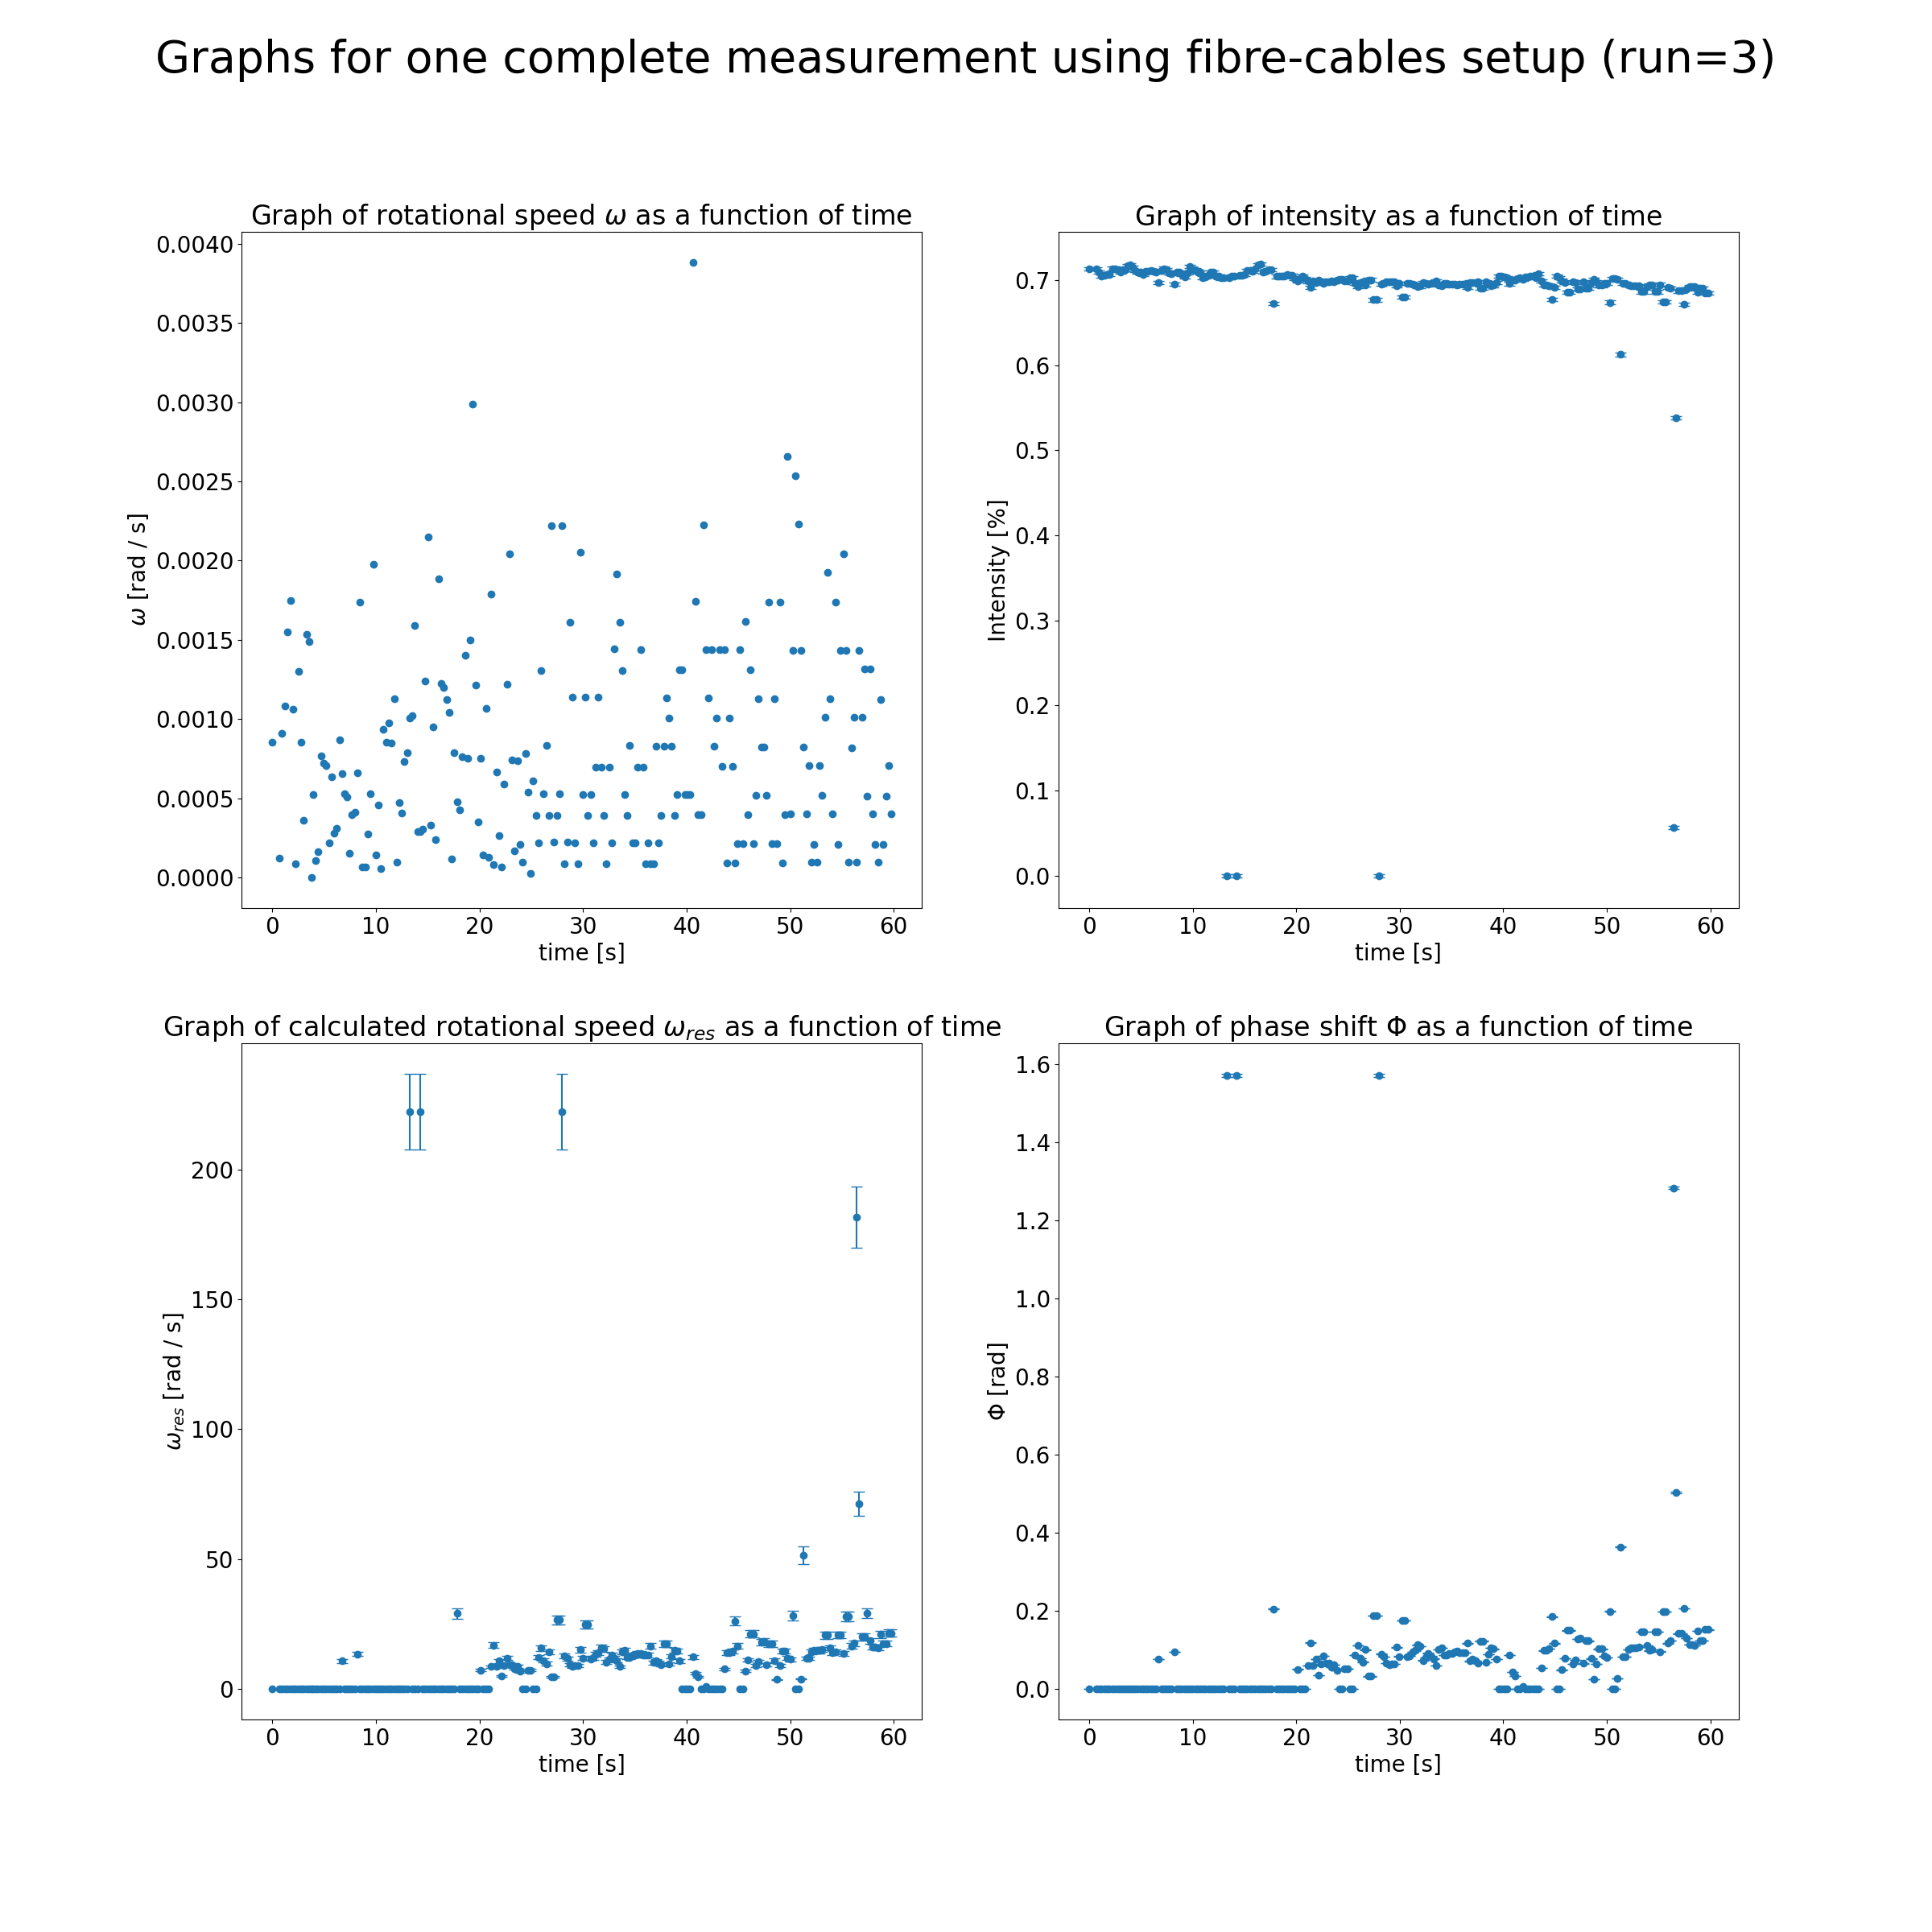 Graphs for one complete measurement using fibre-cables setup (run=3)
Graph of rotational speed ω as a function of time
0.0040
0.0035
0.0030
0.0025
0.0020
0.0015
0.0010
0.0005
0.0000
ω [rad / s]
0 10 20 30 40 50 60
time [s]
Graph of intensity as a function of time
0.7
0.6
0.5
0.4
0.3
0.2
0.1
0.0
Intensity [%]
0 10 20 30 40 50 60
time [s]
Graph of calculated rotational speed ω_res as a function of time
200
150
100
50
0
ω_res [rad / s]
0 10 20 30 40 50 60
time [s]
Graph of phase shift Φ as a function of time
1.6
1.4
1.2
1.0
0.8
0.6
0.4
0.2
0.0
Φ [rad]
0 10 20 30 40 50 60
time [s]